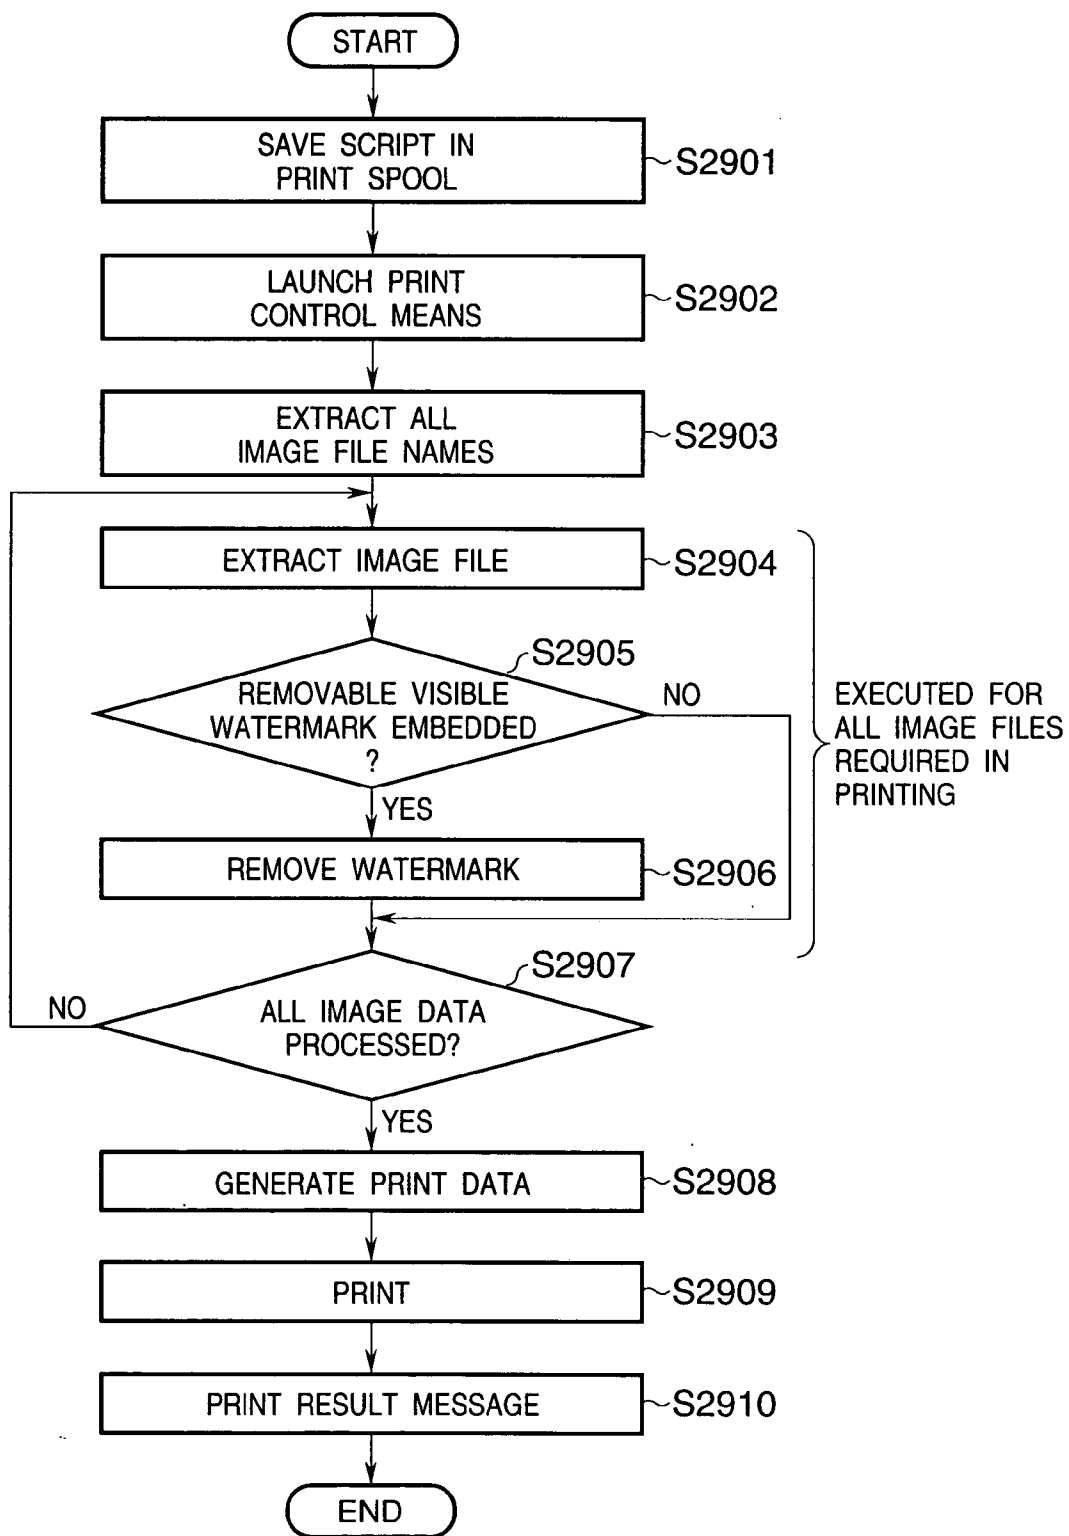 START
SAVE SCRIPT IN
PRINT SPOOL
S2901
LAUNCH PRINT
CONTROL MEANS
S2902
EXTRACT ALL
IMAGE FILE NAMES
S2903
EXTRACT IMAGE FILE
S2904
S2905
REMOVABLE VISIBLE
WATERMARK EMBEDDED
?
NO
YES
EXECUTED FOR
ALL IMAGE FILES
REQUIRED IN
PRINTING
REMOVE WATERMARK
S2906
S2907
ALL IMAGE DATA
PROCESSED?
NO
YES
GENERATE PRINT DATA
S2908
PRINT
S2909
PRINT RESULT MESSAGE
S2910
END